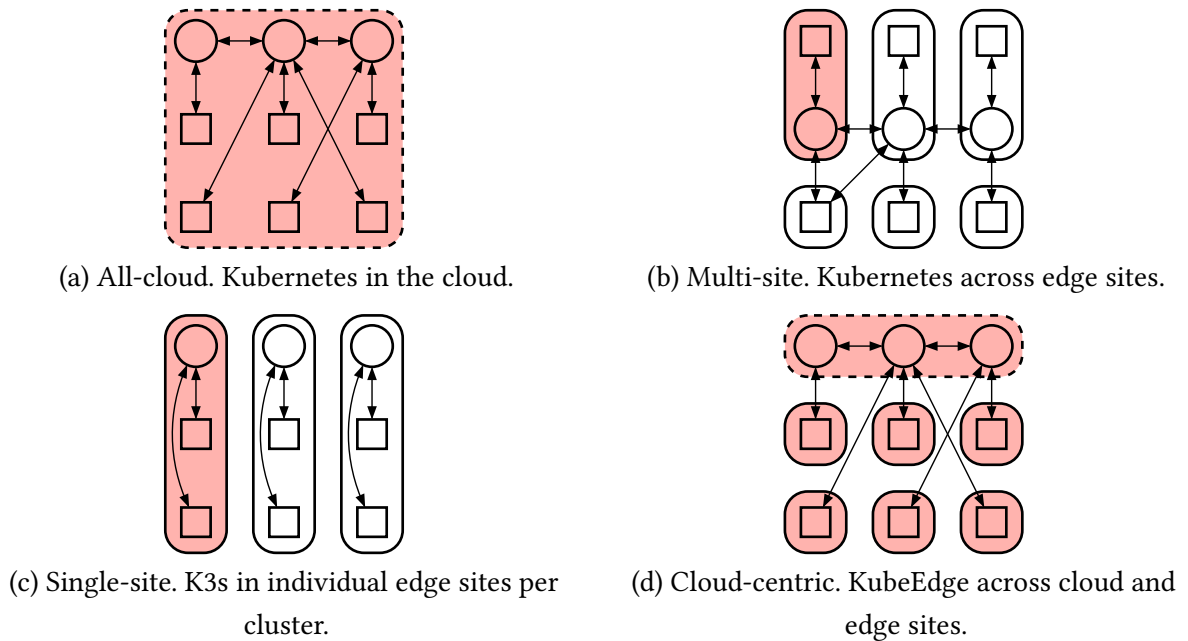 (a) All-cloud. Kubernetes in the cloud.
(b) Multi-site. Kubernetes across edge sites.
(c) Single-site. K3s in individual edge sites per
cluster.
(d) Cloud-centric. KubeEdge across cloud and
edge sites.